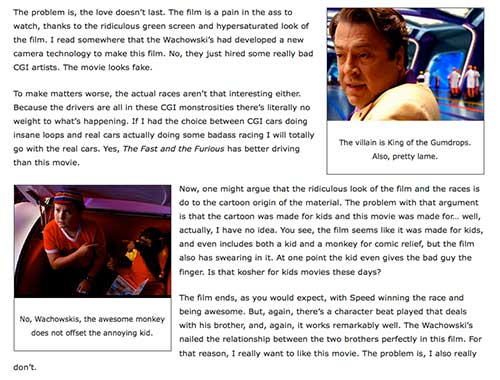 The problem is, the love doesn't last. The film is a pain in the ass to
watch, thanks to the ridiculous green screen and hypersaturated look of
the film. I read somewhere that the Wachowski's had developed a new
camera technology to make this film. No, they just hired some really bad
CGI artists. The movie looks fake.
To make matters worse, the actual races aren't that interesting either.
Because the drivers are all in these CGI monstrosities there's literally no
weight to what's happening. If I had the choice between CGI cars doing
insane loops and real cars actually doing some badass racing I will totally
go with the real cars. Yes, The Fast and the Furious has better driving
than this movie.
The villain is King of the Gumdrops.
Also, pretty lame.
Now, one might argue that the ridiculous look of the film and the races is
do to the cartoon origin of the material. The problem with that argument
is that the cartoon was made for kids and this movie was made for... well,
actually, I have no idea. You see, the film seems like it was made for kids,
and even includes both a kid and a monkey for comic relief, but the film
also has swearing in it. At one point the kid even gives the bad guy the
finger. Is that kosher for kids movies these days?
No, Wachowskis, the awesome monkey
does not offset the annoying kid.
The film ends, as you would expect, with Speed winning the race and
being awesome. But, again, there's a character beat played that deals
with his brother, and, again, it works remarkably well. The Wachowski's
nailed the relationship between the two brothers perfectly in this film. For
that reason, I really want to like this movie. The problem is, I also really
don't.